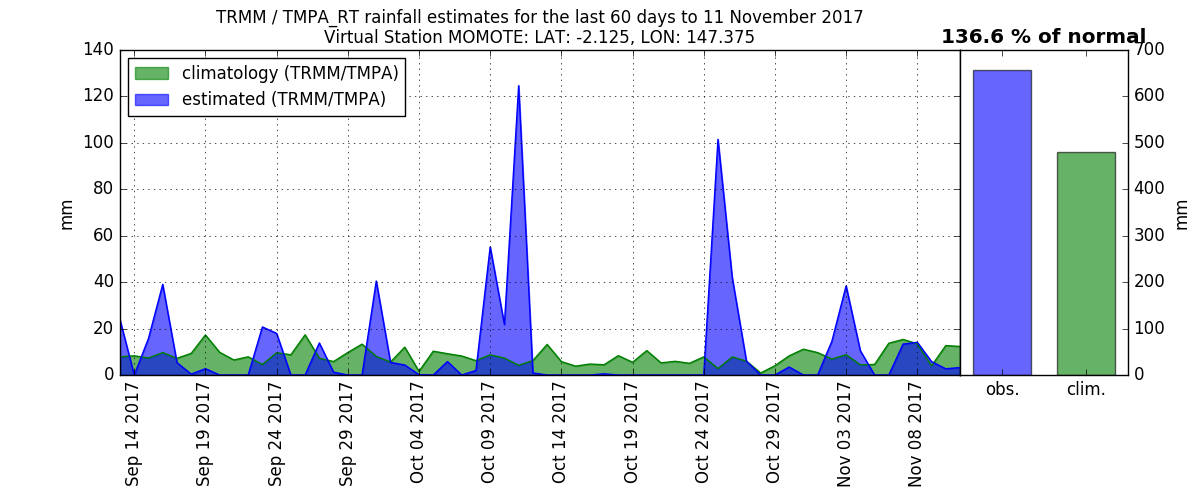 TRMM / TMPA_RT rainfall estimates for the last 60 days to 11 November 2017
Virtual Station MOMOTE: LAT: -2.125, LON: 147.375
136.6 % of normal
climatology (TRMM/TMPA)
estimated (TRMM/TMPA)
mm
140
120
100
80
60
40
20
0
Sep 14 2017
Sep 19 2017
Sep 24 2017
Sep 29 2017
Oct 04 2017
Oct 09 2017
Oct 14 2017
Oct 19 2017
Oct 24 2017
Oct 29 2017
Nov 03 2017
Nov 08 2017
obs.
clim.
700
600
500
400
300
200
100
0
mm